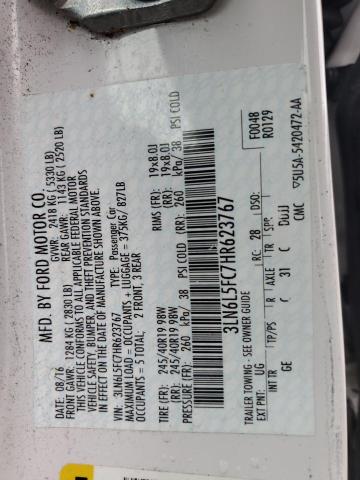 MFD. BY FORD MOTOR CO.
08/16 GVWR: 2418 KG ( 5330 LB)
FRONT GAWR: 1284 KG (2830 LB) REAR GAWR: 1143 KG (2520 LB)
THIS VEHICLE CONFORMS TO ALL APPLICABLE FEDERAL MOTOR
VEHICLE SAFETY, BUMPER, AND THEFT PREVENTION STANDARDS
IN EFFECT ON THE DATE OF MANUFACTURE SHOWN ABOVE.
VIN: 3LN6L5FC7HR623767 TYPE: Passenger Car
MAXIMUM LOAD = OCCUPANTS + LUGGAGE = 375KG/ 827LB
OCCUPANTS = 5 TOTAL: 2 FRONT, 3 REAR
TIRE (FR): 245/40R19 98W RIMS (FR): 19x8.0J
TIRE (RR): 245/40R19 98W RIMS (RR): 19x8.0J
PRESSURE (FR) 260 kPa/ 38 PSI COLD (RR) 260 kPa/ 38 PSI COLD
3LN6L5FC7HR623767
F0048
R0129
TRAILER TOWING - SEE OWNER GUIDE
EXT PNT: UG RC: 28 DSO:
INT TR TP/PS R AXLE TR SPR
GE C 31 C DUJJ
CMC
5U5A-5420472-AA